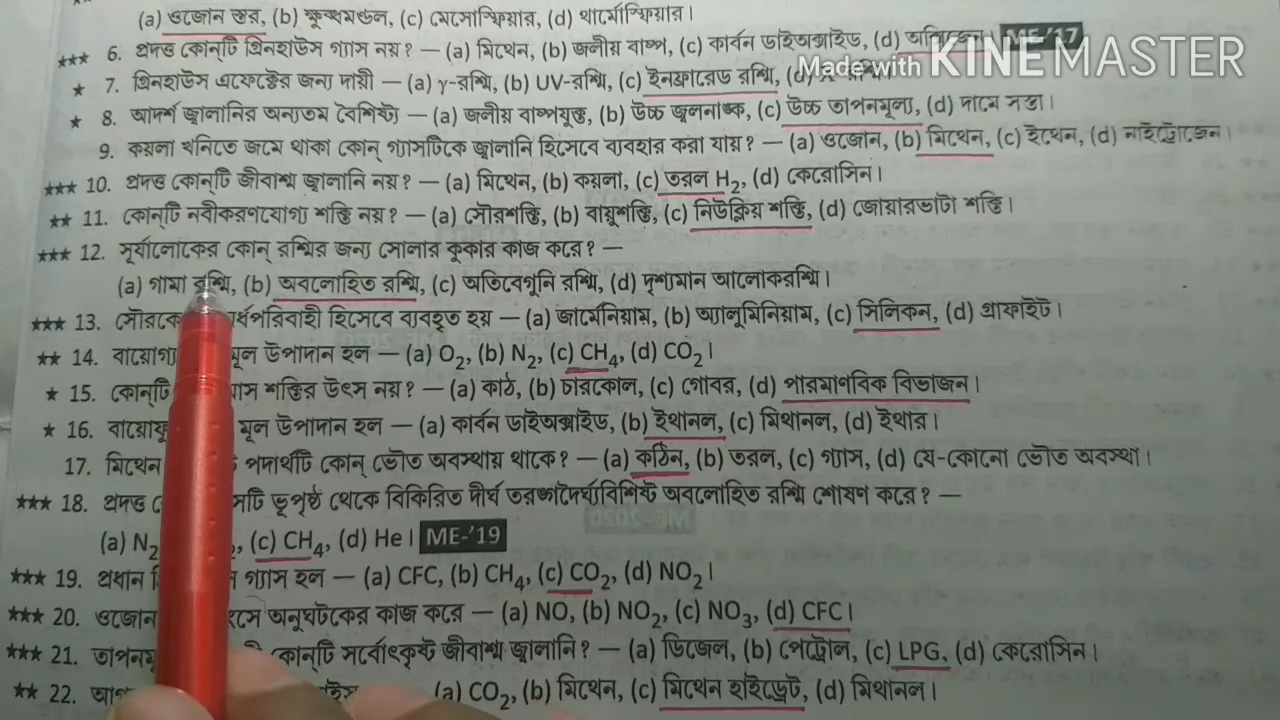 (a) ওজোন স্তর, (b) ক্ষুব্ধমণ্ডল, (c) মেসোস্ফিয়ার, (d) থার্মোস্ফিয়ার।
★★★ 6. প্রদত্ত কোন্‌টি গ্রিনহাউস গ্যাস নয়? — (a) মিথেন, (b) জলীয় বাষ্প, (c) কার্বন ডাইঅক্সাইড, (d) অক্সিজেন। ME-'17
Made with KINEMASTER
★ 7. গ্রিনহাউস এফেক্টের জন্য দায়ী — (a) γ-রশ্মি, (b) UV-রশ্মি, (c) ইনফ্রারেড রশ্মি, (d)
★ 8. আদর্শ জ্বালানির অন্যতম বৈশিষ্ট্য — (a) জলীয় বাষ্পযুক্ত, (b) উচ্চ জ্বলনাঙ্ক, (c) উচ্চ তাপনমূল্য, (d) দামে সস্তা।
9. কয়লা খনিতে জমে থাকা কোন্ গ্যাসটিকে জ্বালানি হিসেবে ব্যবহার করা যায়? — (a) ওজোন, (b) মিথেন, (c) ইথেন, (d) নাইট্রোজেন।
★★★ 10. প্রদত্ত কোন্‌টি জীবাশ্ম জ্বালানি নয়? — (a) মিথেন, (b) কয়লা, (c) তরল H₂, (d) কেরোসিন।
★★ 11. কোন্‌টি নবীকরণযোগ্য শক্তি নয়? — (a) সৌরশক্তি, (b) বায়ুশক্তি, (c) নিউক্লিয় শক্তি, (d) জোয়ারভাটা শক্তি।
★★★ 12. সূর্যালোকের কোন্ রশ্মির জন্য সোলার কুকার কাজ করে? —
(a) গামা রশ্মি, (b) অবলোহিত রশ্মি, (c) অতিবেগুনি রশ্মি, (d) দৃশ্যমান আলোকরশ্মি।
★★★ 13. সৌরকো র্ধপরিবাহী হিসেবে ব্যবহৃত হয় — (a) জার্মেনিয়াম, (b) অ্যালুমিনিয়াম, (c) সিলিকন, (d) গ্রাফাইট।
★★ 14. বায়োগ্যা মূল উপাদান হল — (a) O₂, (b) N₂, (c) CH₄, (d) CO₂।
★ 15. কোন্‌টি মাস শক্তির উৎস নয়? — (a) কাঠ, (b) চারকোল, (c) গোবর, (d) পারমাণবিক বিভাজন।
★ 16. বায়োফু মূল উপাদান হল — (a) কার্বন ডাইঅক্সাইড, (b) ইথানল, (c) মিথানল, (d) ইথার।
17. মিথেন পদার্থটি কোন্ ভৌত অবস্থায় থাকে? — (a) কঠিন, (b) তরল, (c) গ্যাস, (d) যে-কোনো ভৌত অবস্থা।
★★★ 18. প্রদত্ত সটি ভূপৃষ্ঠ থেকে বিকিরিত দীর্ঘ তরঙ্গদৈর্ঘ্যবিশিষ্ট অবলোহিত রশ্মি শোষণ করে? —
(a) N₂ , (c) CH₄, (d) He। ME-'19
★★★ 19. প্রধান গ্যাস হল — (a) CFC, (b) CH₄, (c) CO₂, (d) NO₂।
★★★ 20. ওজোন ংসে অনুঘটকের কাজ করে — (a) NO, (b) NO₂, (c) NO₃, (d) CFC।
★★★ 21. তাপনমূ কোন্‌টি সর্বোৎকৃষ্ট জীবাশ্ম জ্বালানি? — (a) ডিজেল, (b) পেট্রোল, (c) LPG, (d) কেরোসিন।
★★ 22. (a) CO₂, (b) মিথেন, (c) মিথেন হাইড্রেট, (d) মিথানল।